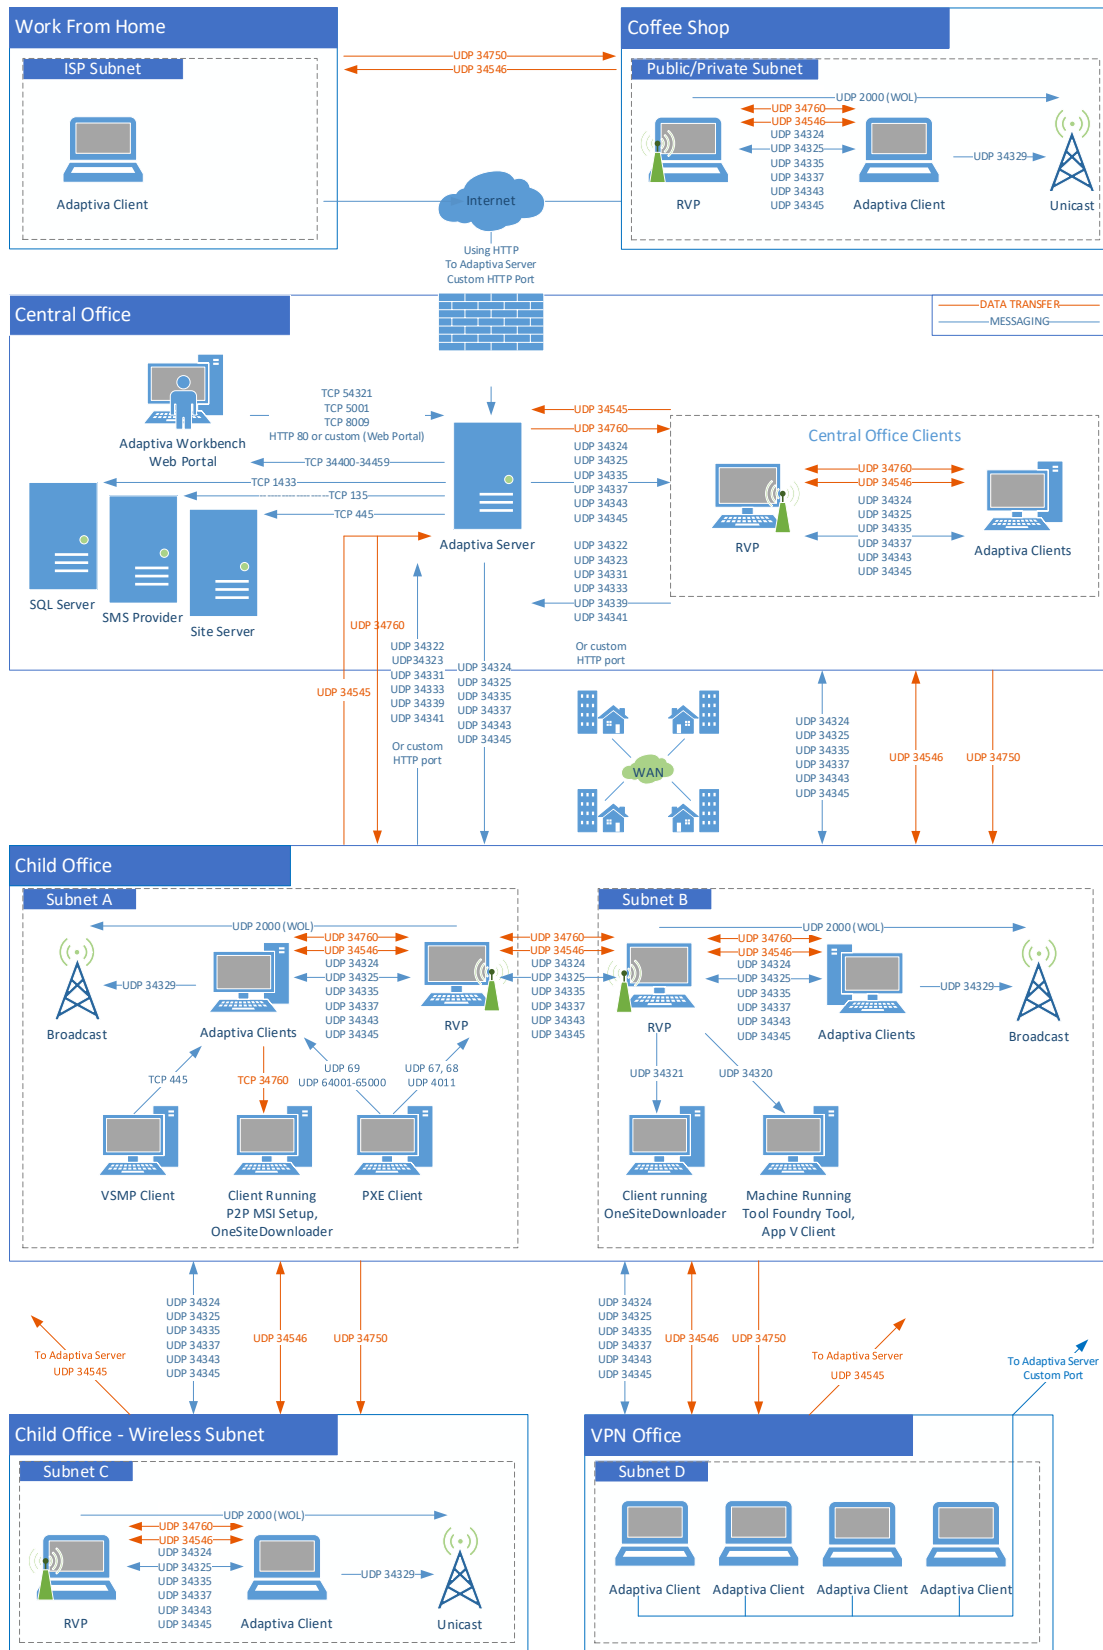 Work From Home
ISP Subnet
Adaptiva Client
UDP 34750
UDP 34546
Coffee Shop
Public/Private Subnet
UDP 2000 (WOL)
UDP 34760
UDP 34546
UDP 34324
UDP 34325
UDP 34335
UDP 34337
UDP 34343
UDP 34345
UDP 34329
RVP
Adaptiva Client
Unicast
Internet
Using HTTP
To Adaptiva Server
Custom HTTP Port
Central Office
DATA TRANSFER
MESSAGING
Adaptiva Workbench
Web Portal
TCP 54321
TCP 5001
TCP 8009
HTTP 80 or custom (Web Portal)
TCP 34400-34459
TCP 1433
TCP 135
TCP 445
SQL Server
SMS Provider
Site Server
Adaptiva Server
UDP 34545
UDP 34760
UDP 34324
UDP 34325
UDP 34335
UDP 34337
UDP 34343
UDP 34345
UDP 34322
UDP 34323
UDP 34331
UDP 34333
UDP 34339
UDP 34341
Or custom
HTTP port
Central Office Clients
UDP 34760
UDP 34546
UDP 34324
UDP 34325
UDP 34335
UDP 34337
UDP 34343
UDP 34345
RVP
Adaptiva Clients
UDP 34760
UDP 34545
UDP 34322
UDP34323
UDP 34331
UDP 34333
UDP 34339
UDP 34341
Or custom
HTTP port
UDP 34324
UDP 34325
UDP 34335
UDP 34337
UDP 34343
UDP 34345
WAN
UDP 34324
UDP 34325
UDP 34335
UDP 34337
UDP 34343
UDP 34345
UDP 34546
UDP 34750
Child Office
Subnet A
UDP 2000 (WOL)
UDP 34760
UDP 34546
UDP 34324
UDP 34325
UDP 34335
UDP 34337
UDP 34343
UDP 34345
UDP 34329
Broadcast
Adaptiva Clients
RVP
TCP 445
TCP 34760
UDP 69
UDP 64001-65000
UDP 67, 68
UDP 4011
VSMP Client
Client Running
P2P MSI Setup,
OneSiteDownloader
PXE Client
UDP 34760
UDP 34546
UDP 34324
UDP 34325
UDP 34335
UDP 34337
UDP 34343
UDP 34345
Subnet B
UDP 2000 (WOL)
UDP 34760
UDP 34546
UDP 34324
UDP 34325
UDP 34335
UDP 34337
UDP 34343
UDP 34345
UDP 34329
RVP
Adaptiva Clients
Broadcast
UDP 34321
UDP 34320
Client running
OneSiteDownloader
Machine Running
Tool Foundry Tool,
App V Client
To Adaptiva Server
UDP 34545
UDP 34324
UDP 34325
UDP 34335
UDP 34337
UDP 34343
UDP 34345
UDP 34546
UDP 34750
UDP 34324
UDP 34325
UDP 34335
UDP 34337
UDP 34343
UDP 34345
UDP 34546
UDP 34750
To Adaptiva Server
UDP 34545
To Adaptiva Server
Custom Port
Child Office - Wireless Subnet
Subnet C
UDP 2000 (WOL)
UDP 34760
UDP 34546
UDP 34324
UDP 34325
UDP 34335
UDP 34337
UDP 34343
UDP 34345
UDP 34329
RVP
Adaptiva Client
Unicast
VPN Office
Subnet D
Adaptiva Client
Adaptiva Client
Adaptiva Client
Adaptiva Client